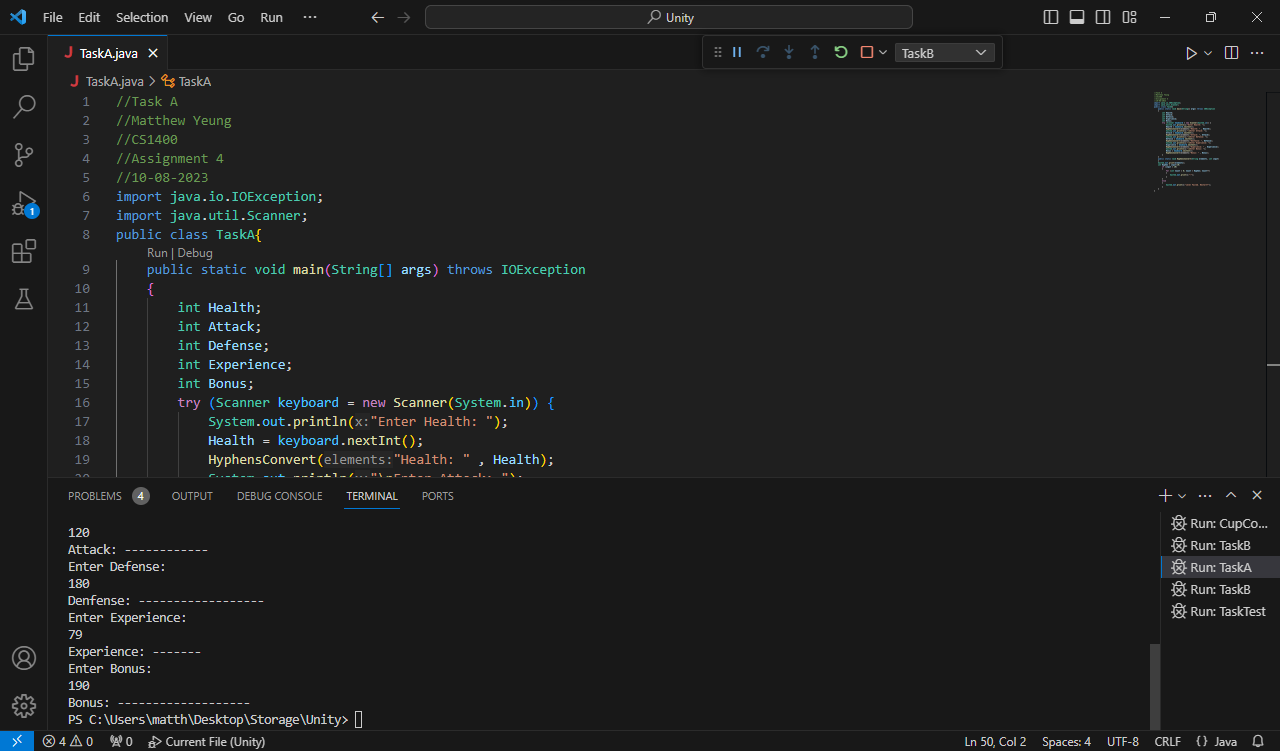 File Edit Selection View Go Run ··· Unity
TaskA.java TaskB
TaskA.java > TaskA
1 //Task A
2 //Matthew Yeung
3 //CS1400
4 //Assignment 4
5 //10-08-2023
6 import java.io.IOException;
7 import java.util.Scanner;
8 public class TaskA{
Run | Debug
9 public static void main(String[] args) throws IOException
10 {
11 int Health;
12 int Attack;
13 int Defense;
14 int Experience;
15 int Bonus;
16 try (Scanner keyboard = new Scanner(System.in)) {
17 System.out.println(x:"Enter Health: ");
18 Health = keyboard.nextInt();
19 HyphensConvert(elements:"Health: " , Health);
20 System.out.println(x:"\nEnter Attack: ");
1
PROBLEMS 4 OUTPUT DEBUG CONSOLE TERMINAL PORTS
120
Attack: ------------
Enter Defense:
180
Denfense: ------------------
Enter Experience:
79
Experience: -------
Enter Bonus:
190
Bonus: -------------------
PS C:\Users\matth\Desktop\Storage\Unity>
Run: CupCo...
Run: TaskB
Run: TaskA
Run: TaskB
Run: TaskTest
4 0 0 Current File (Unity) Ln 50, Col 2 Spaces: 4 UTF-8 CRLF {} Java